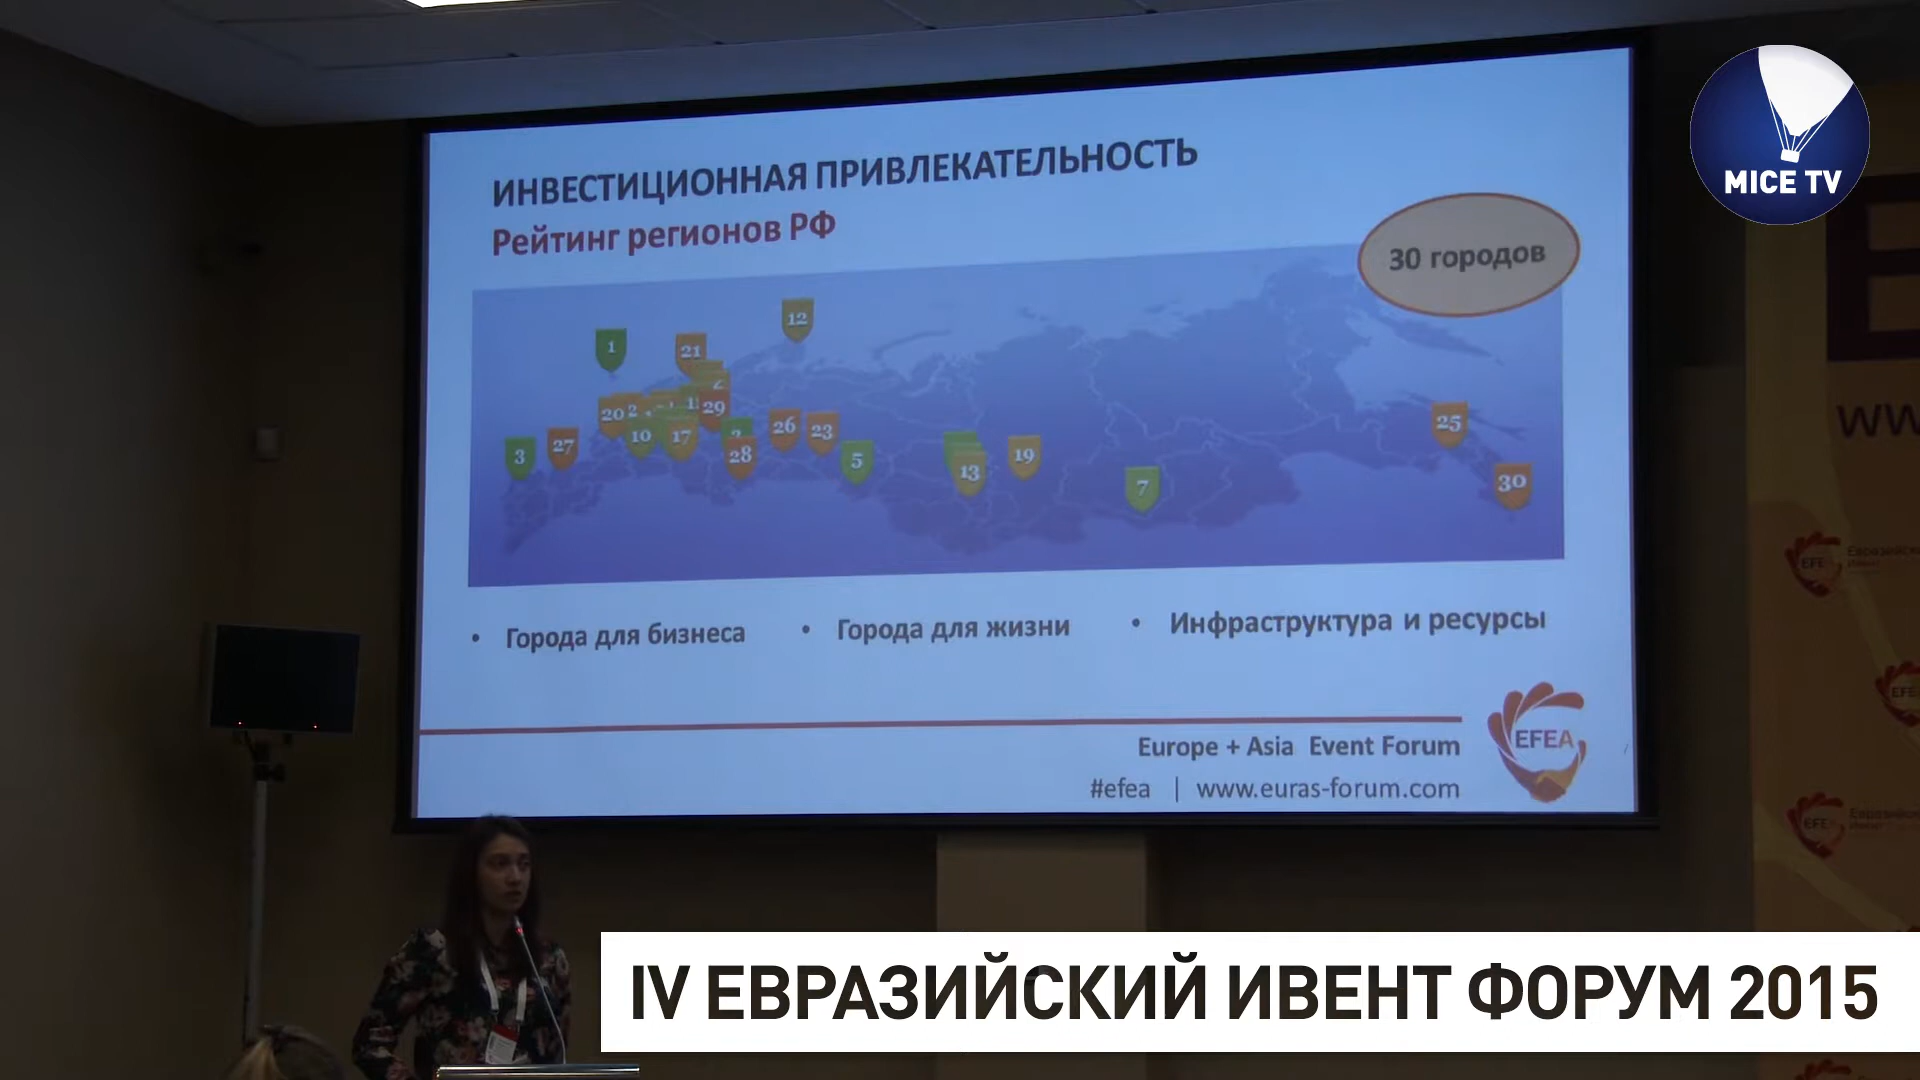 MICE TV
ИНВЕСТИЦИОННАЯ ПРИВЛЕКАТЕЛЬНОСТЬ
Рейтинг регионов РФ
30 городов
12
1
21
20
29
10
17
3
27
28
26
23
5
13
19
7
25
30
• Города для бизнеса • Города для жизни • Инфраструктура и ресурсы
Europe + Asia Event Forum
#efea | www.euras-forum.com
EFEA
IV ЕВРАЗИЙСКИЙ ИВЕНТ ФОРУМ 2015